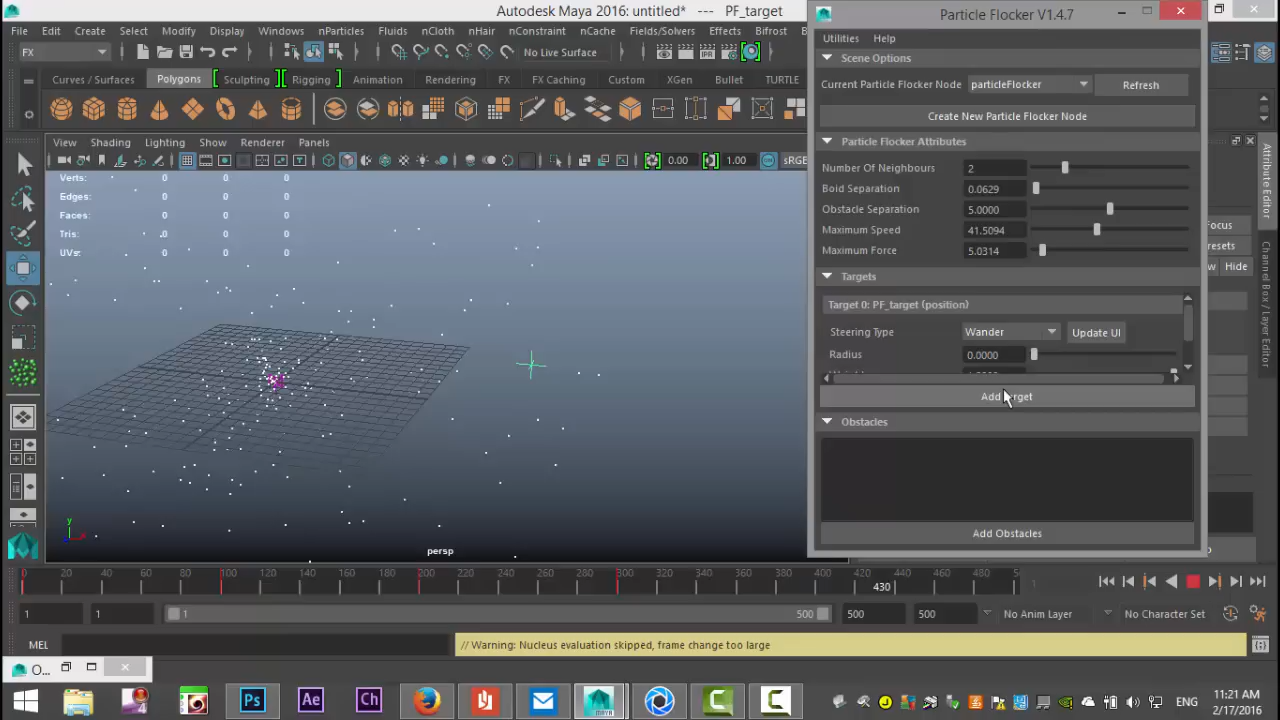 Autodesk Maya 2016: untitled*   ---   PF_target
Particle Flocker V1.4.7
File Edit Create Select Modify Display Windows nParticles Fluids nCloth nHair nConstraint nCache Fields/Solvers Effects Bifrost
Utilities Help
FX
No Live Surface
Scene Options
Curves / Surfaces Polygons Sculpting Rigging Animation Rendering FX FX Caching Custom XGen Bullet TURTLE
Current Particle Flocker Node particleFlocker Refresh
Create New Particle Flocker Node
View Shading Lighting Show Renderer Panels
Particle Flocker Attributes
0.00 1.00 sRGB
Number Of Neighbours 2
Verts: 0 0 0
Boid Separation 0.0629
Edges: 0 0 0
Obstacle Separation 5.0000
Faces: 0 0 0
Maximum Speed 41.5094
Tris: 0 0 0
Maximum Force 5.0314
UVs: 0 0 0
Targets
Target 0: PF_target (position)
Steering Type Wander Update UI
Radius 0.0000
Add Target
Obstacles
Add Obstacles
Attribute Editor
Channel Box / Layer Editor
Focus
Presets
Hide
y
persp
0 20 40 60 80 100 120 140 160 180 200 220 240 260 280 300 320 340 360 380 400 420 430 440 460 480
1 1 1 500 500 500 No Anim Layer No Character Set
MEL // Warning: Nucleus evaluation skipped, frame change too large
O...
Ps Ae Ch MAYA C C ENG 11:21 AM
2/17/2016